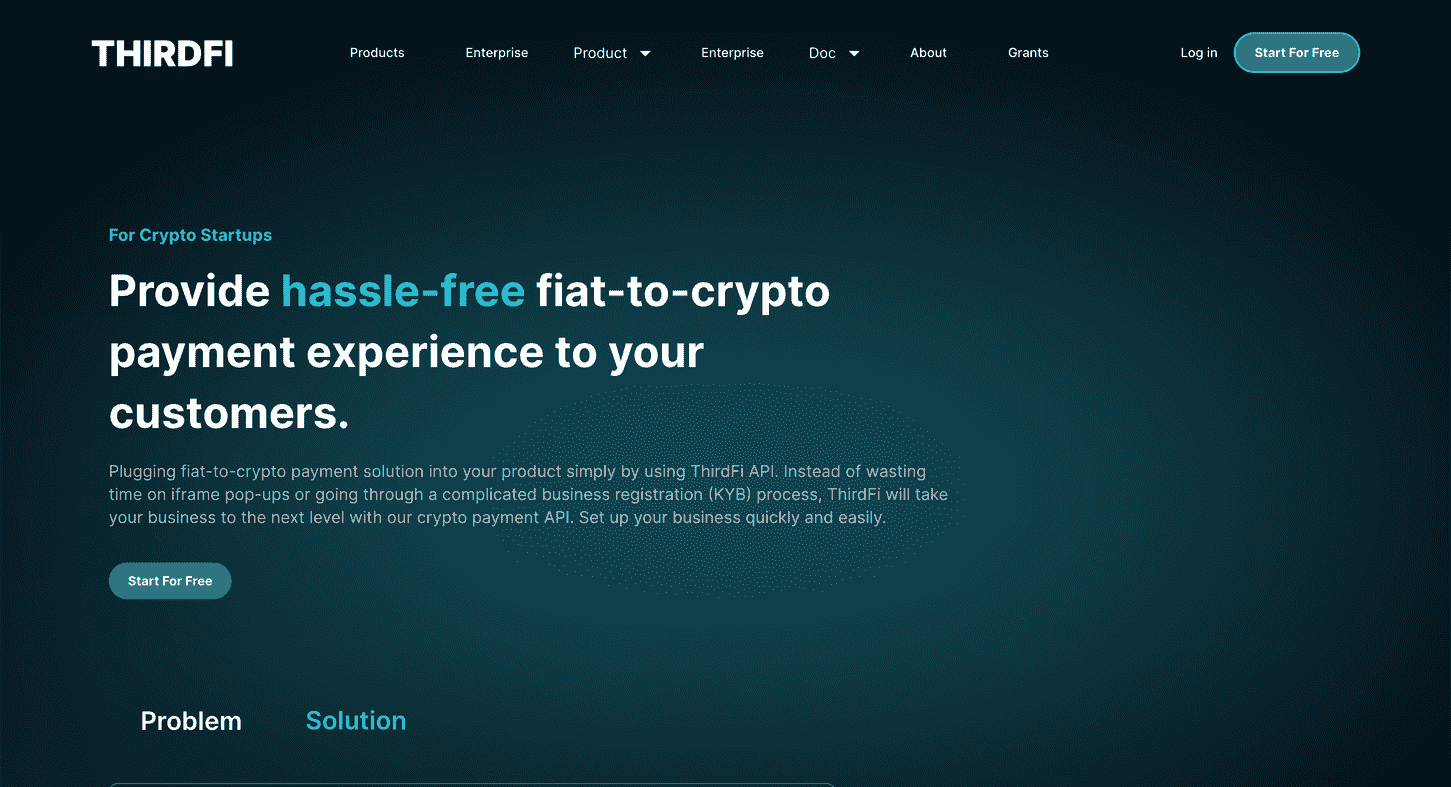 THIRDFI
Products Enterprise Product Enterprise Doc About Grants Log in Start For Free
For Crypto Startups
Provide hassle-free fiat-to-crypto
payment experience to your
customers.
Plugging fiat-to-crypto payment solution into your product simply by using ThirdFi API. Instead of wasting
time on iframe pop-ups or going through a complicated business registration (KYB) process, ThirdFi will take
your business to the next level with our crypto payment API. Set up your business quickly and easily.
Start For Free
Problem Solution